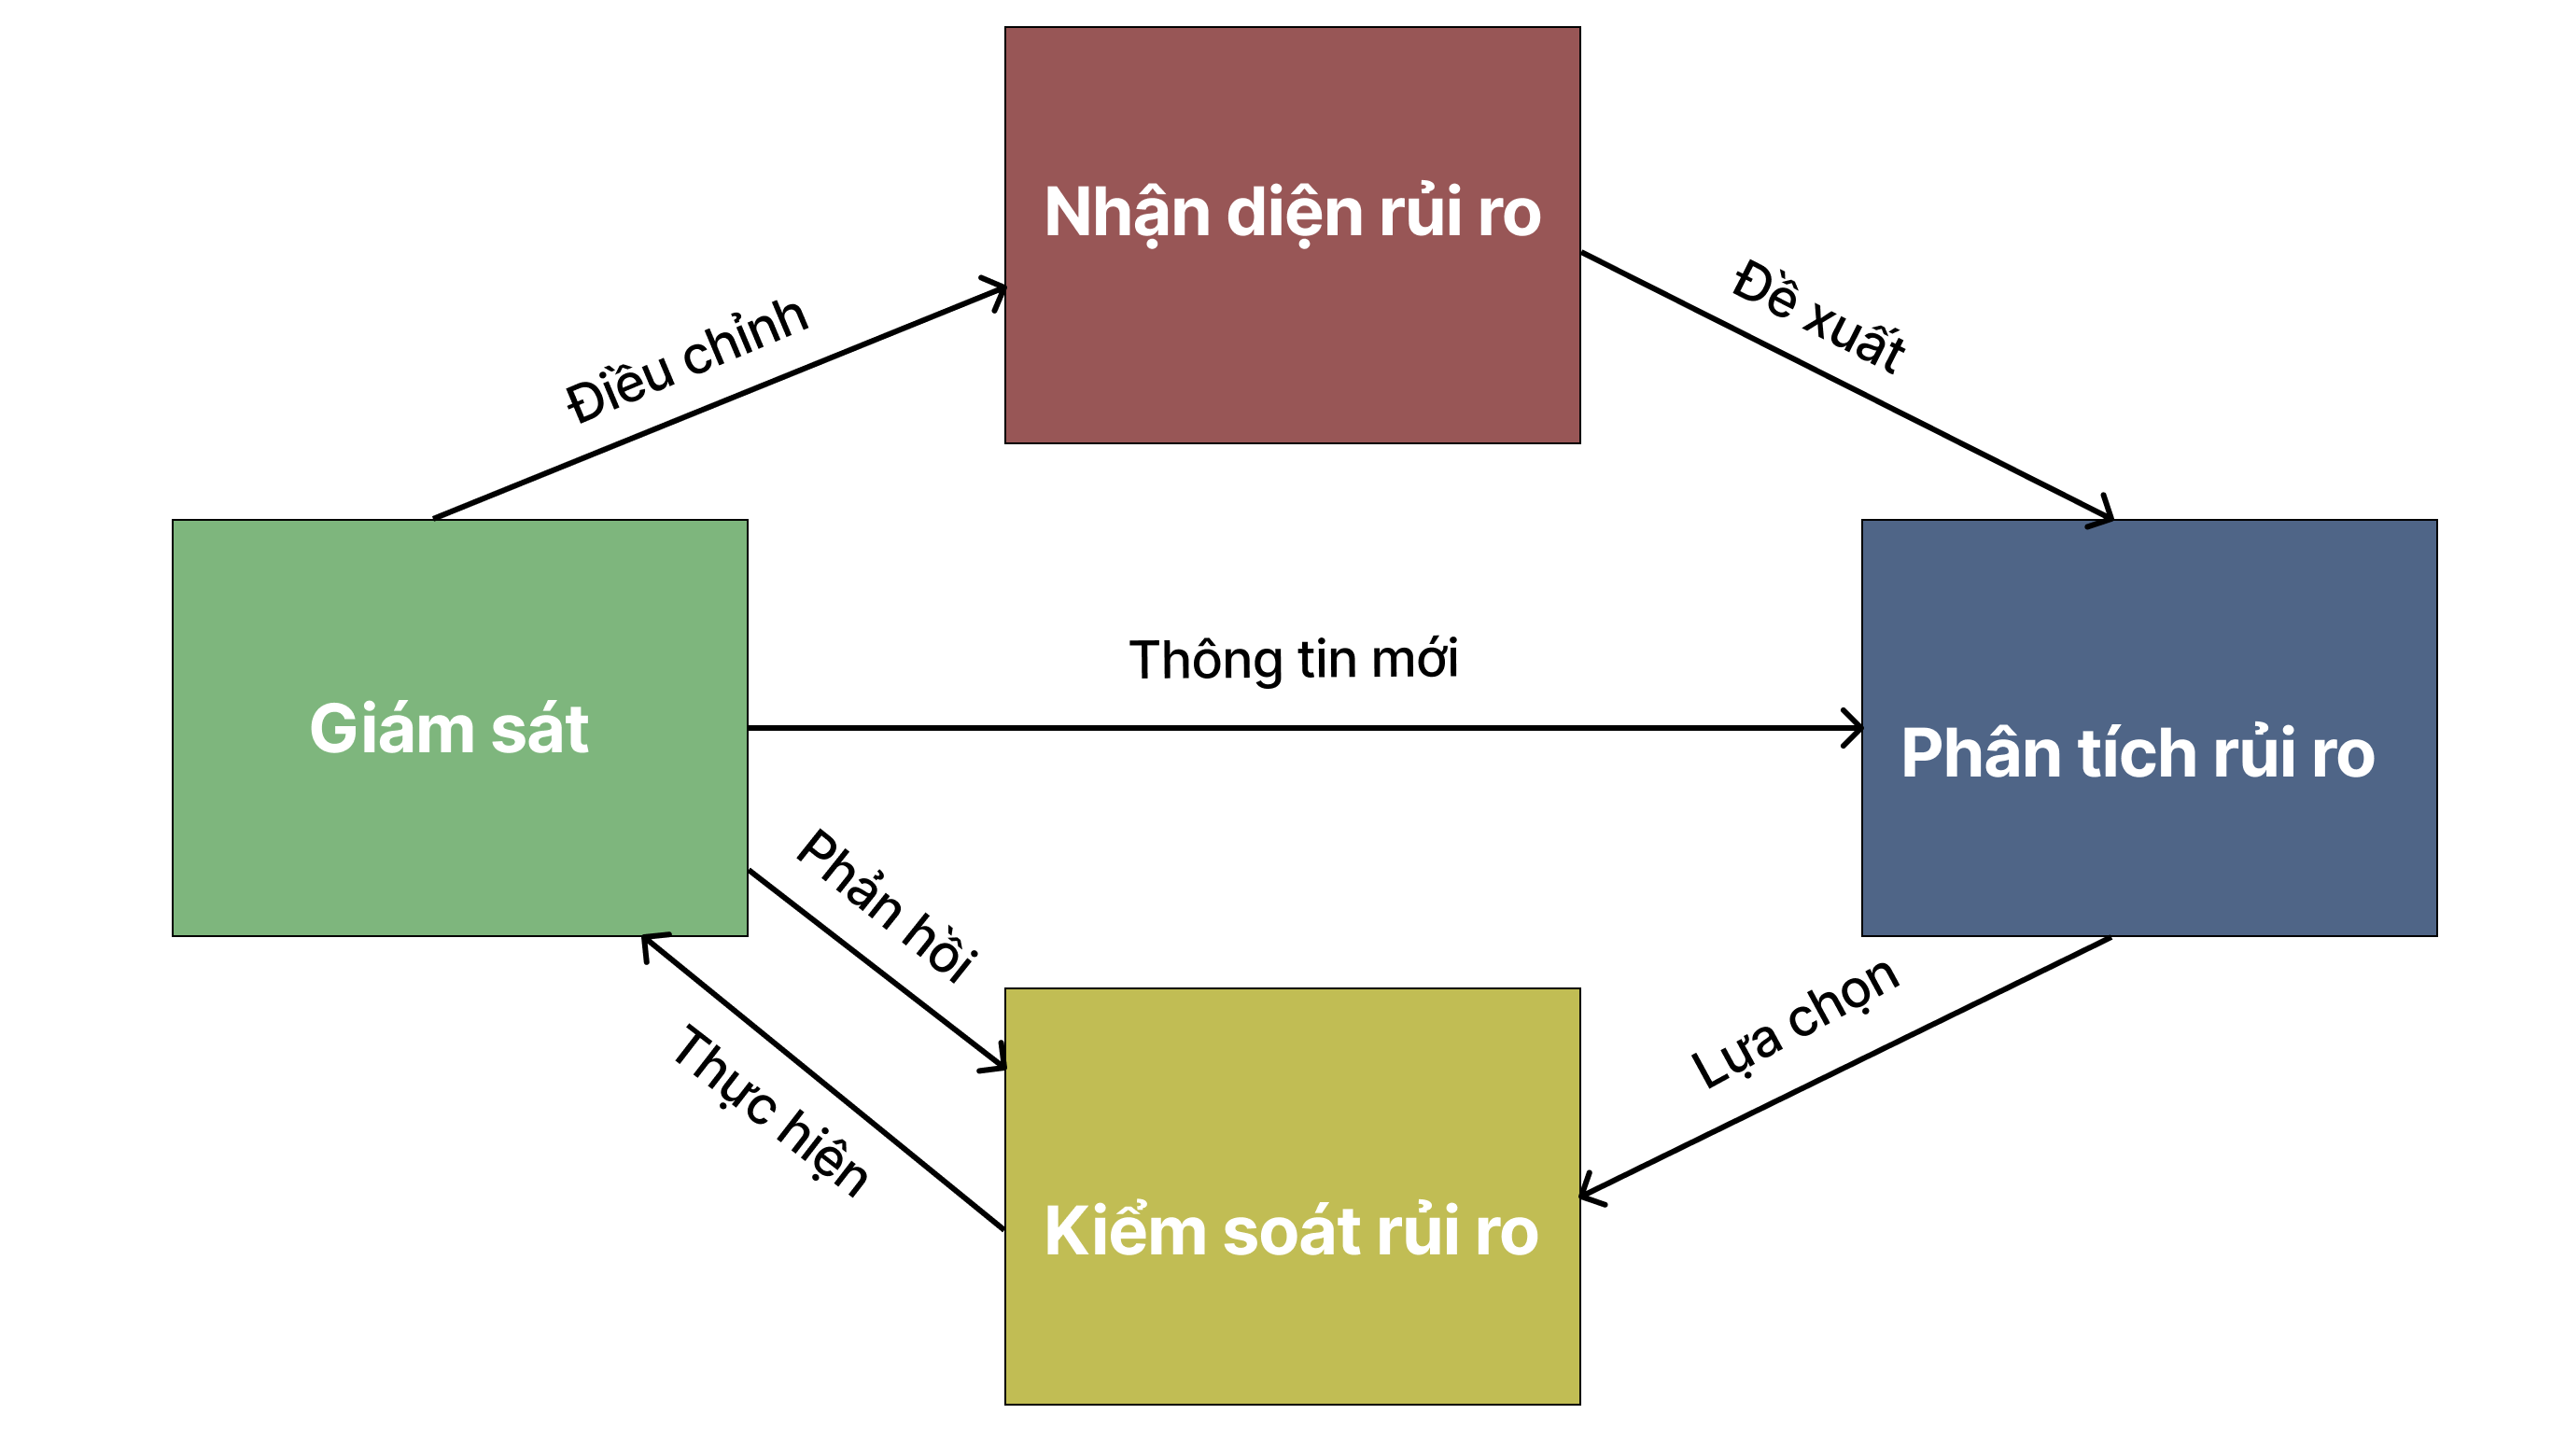 Nhận diện rủi ro
Điều chỉnh
Đề xuất
Thông tin mới
Giám sát
Phân tích rủi ro
Phản hồi
Lựa chọn
Thực hiện
Kiểm soát rủi ro